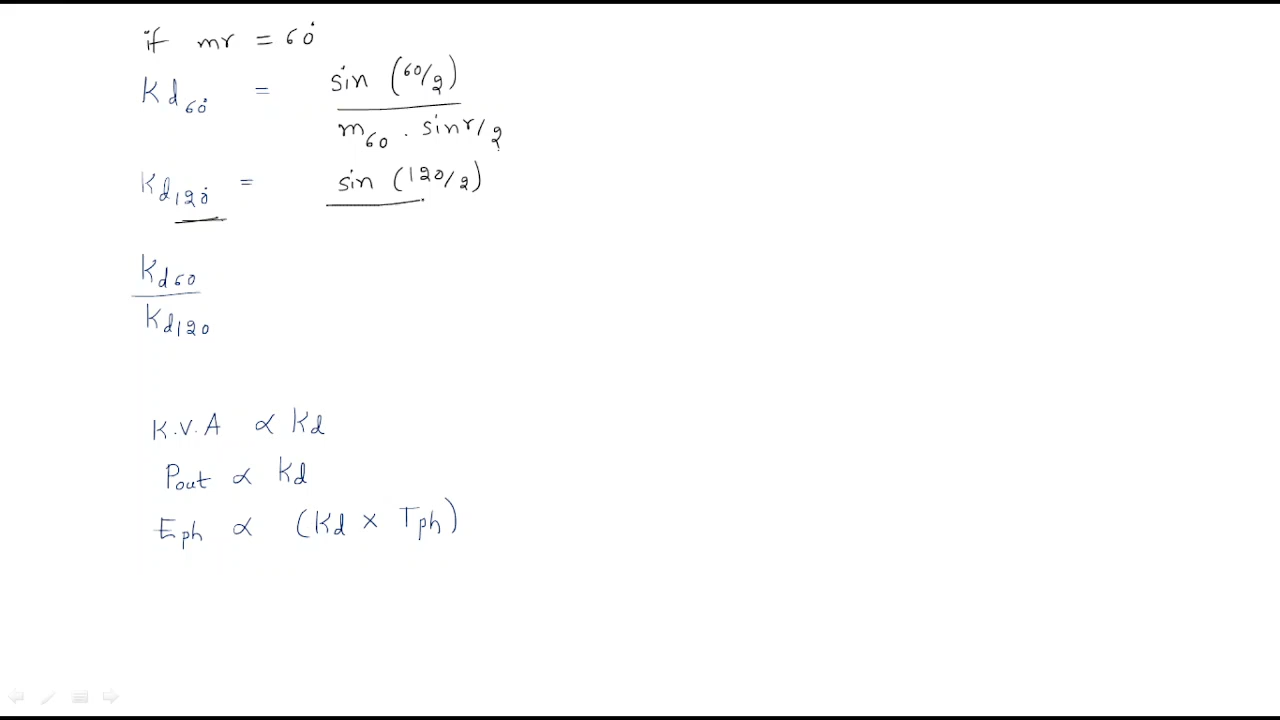 if mr = 60°
Kd60° = sin (60/2) / m60 . sin r/2
Kd120° = sin (120/2)
Kd60
Kd120
K.V.A ∝ Kd
Pout ∝ Kd
Eph ∝ (Kd × Tph)